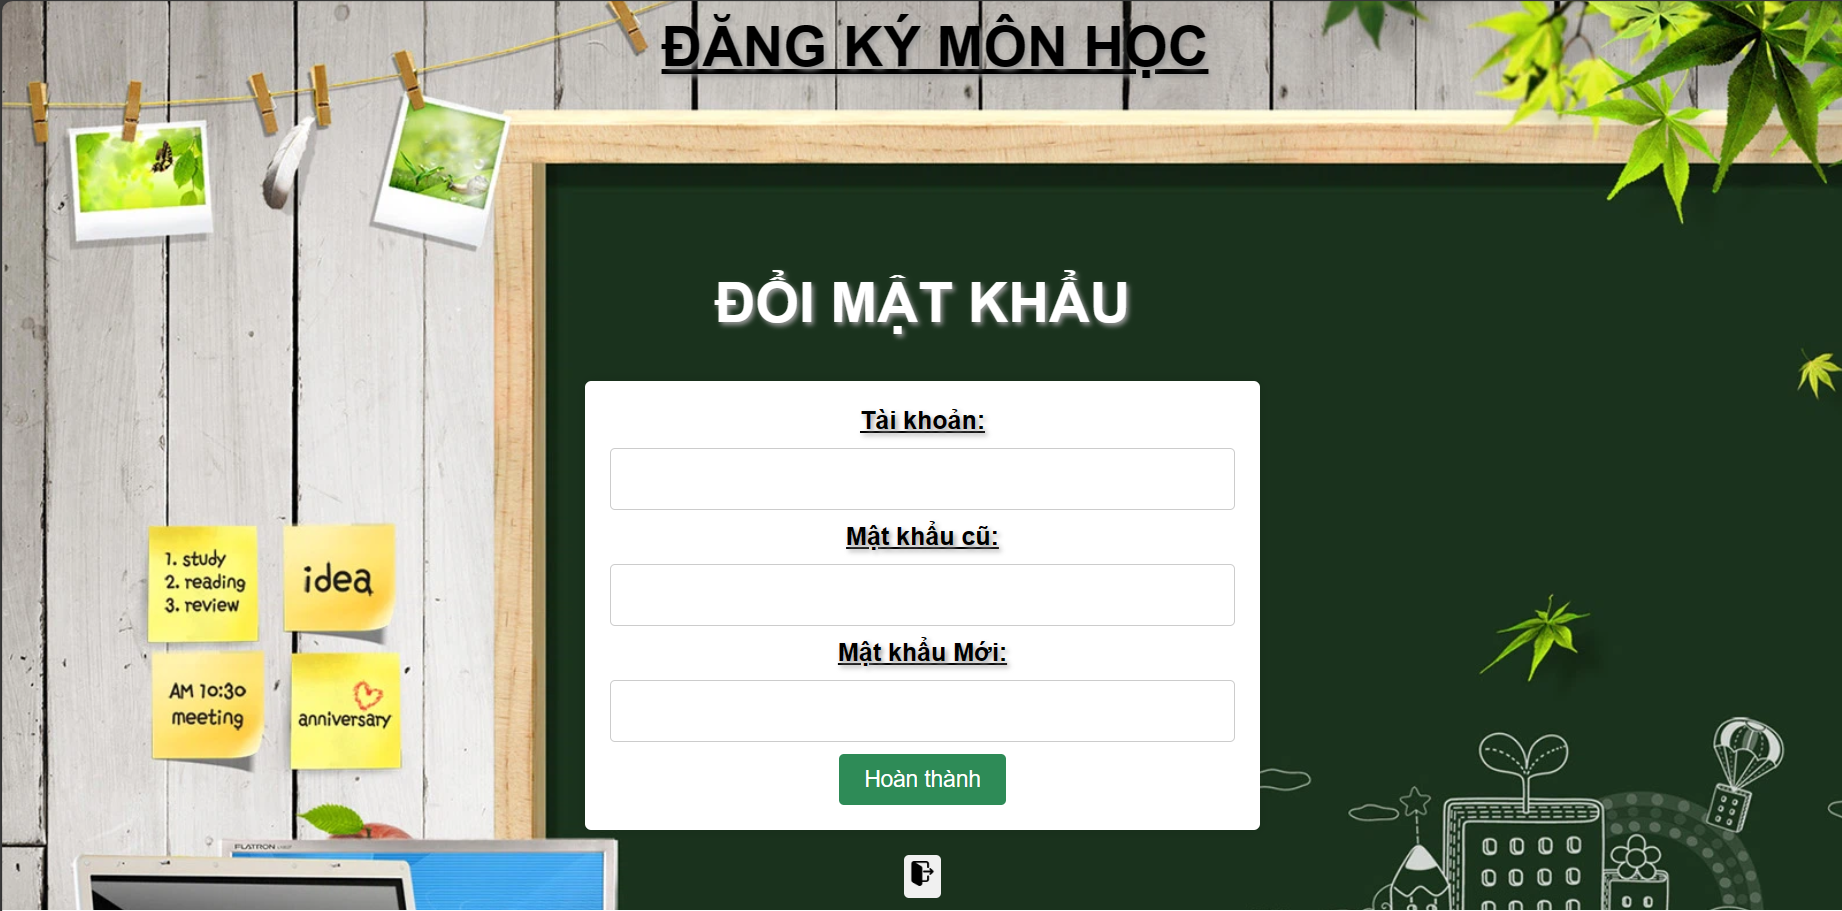 ĐĂNG KÝ MÔN HỌC
ĐỔI MẬT KHẨU
Tài khoản:
Mật khẩu cũ:
Mật khẩu Mới:
Hoàn thành
1. study
2. reading
3. review
idea
AM 10:30
meeting
anniversary
FLATRON